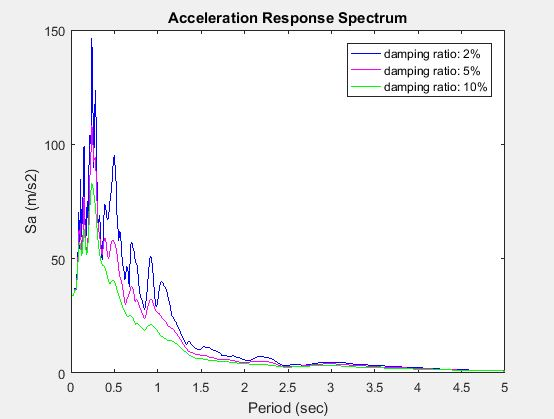 Acceleration Response Spectrum
damping ratio: 2%
damping ratio: 5%
damping ratio: 10%
150
100
50
0
Sa (m/s2)
0 0.5 1 1.5 2 2.5 3 3.5 4 4.5 5
Period (sec)